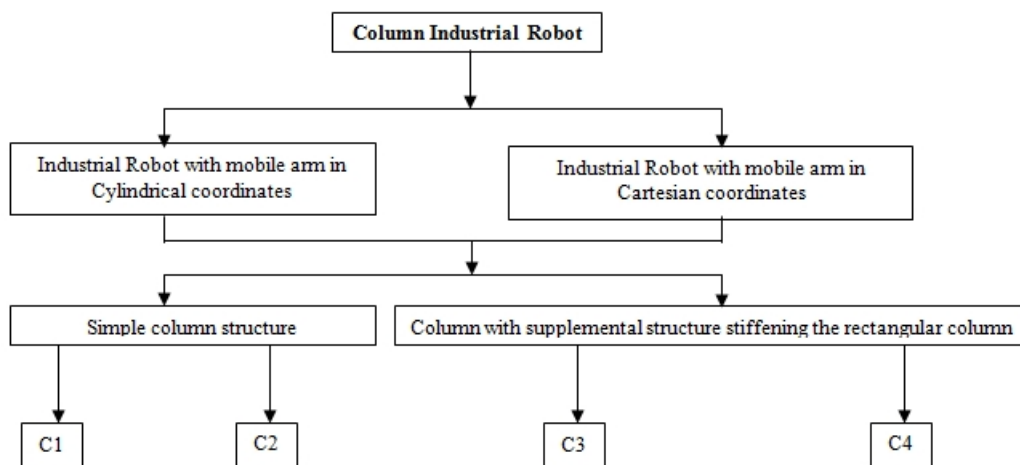 Column Industrial Robot
Industrial Robot with mobile arm in
Cylindrical coordinates
Industrial Robot with mobile arm in
Cartesian coordinates
Simple column structure
Column with supplemental structure stiffening the rectangular column
C1
C2
C3
C4